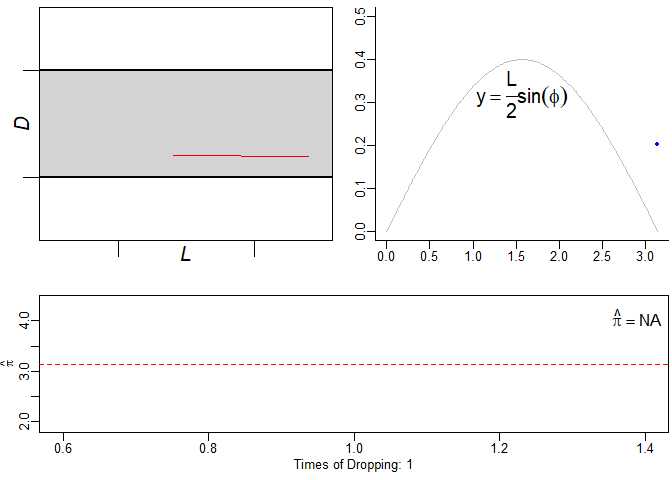 D
L
0.0 0.1 0.2 0.3 0.4 0.5
y = L/2 sin(ϕ)
0.0 0.5 1.0 1.5 2.0 2.5 3.0
π̂
2.0 3.0 4.0
π̂ = NA
0.6 0.8 1.0 1.2 1.4
Times of Dropping: 1